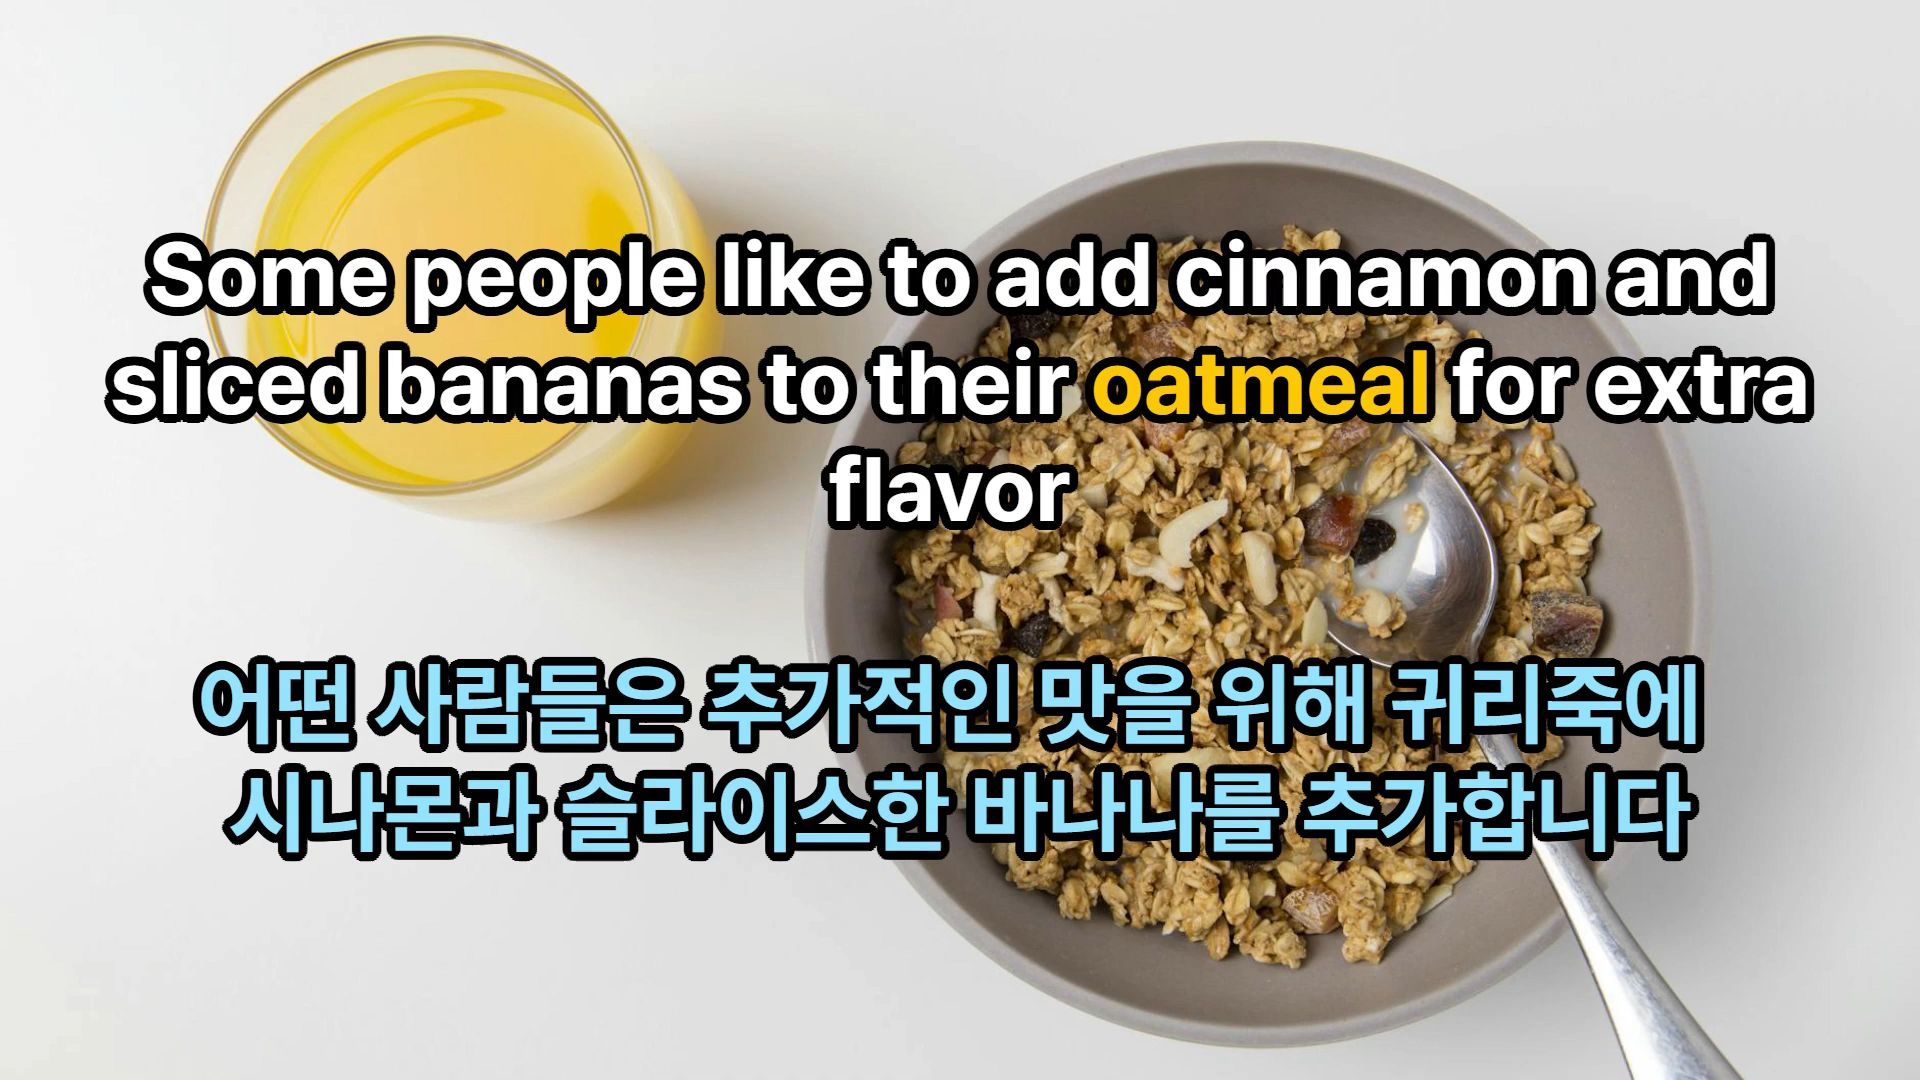 Some people like to add cinnamon and
sliced bananas to their oatmeal for extra
flavor
어떤 사람들은 추가적인 맛을 위해 귀리죽에
시나몬과 슬라이스한 바나나를 추가합니다